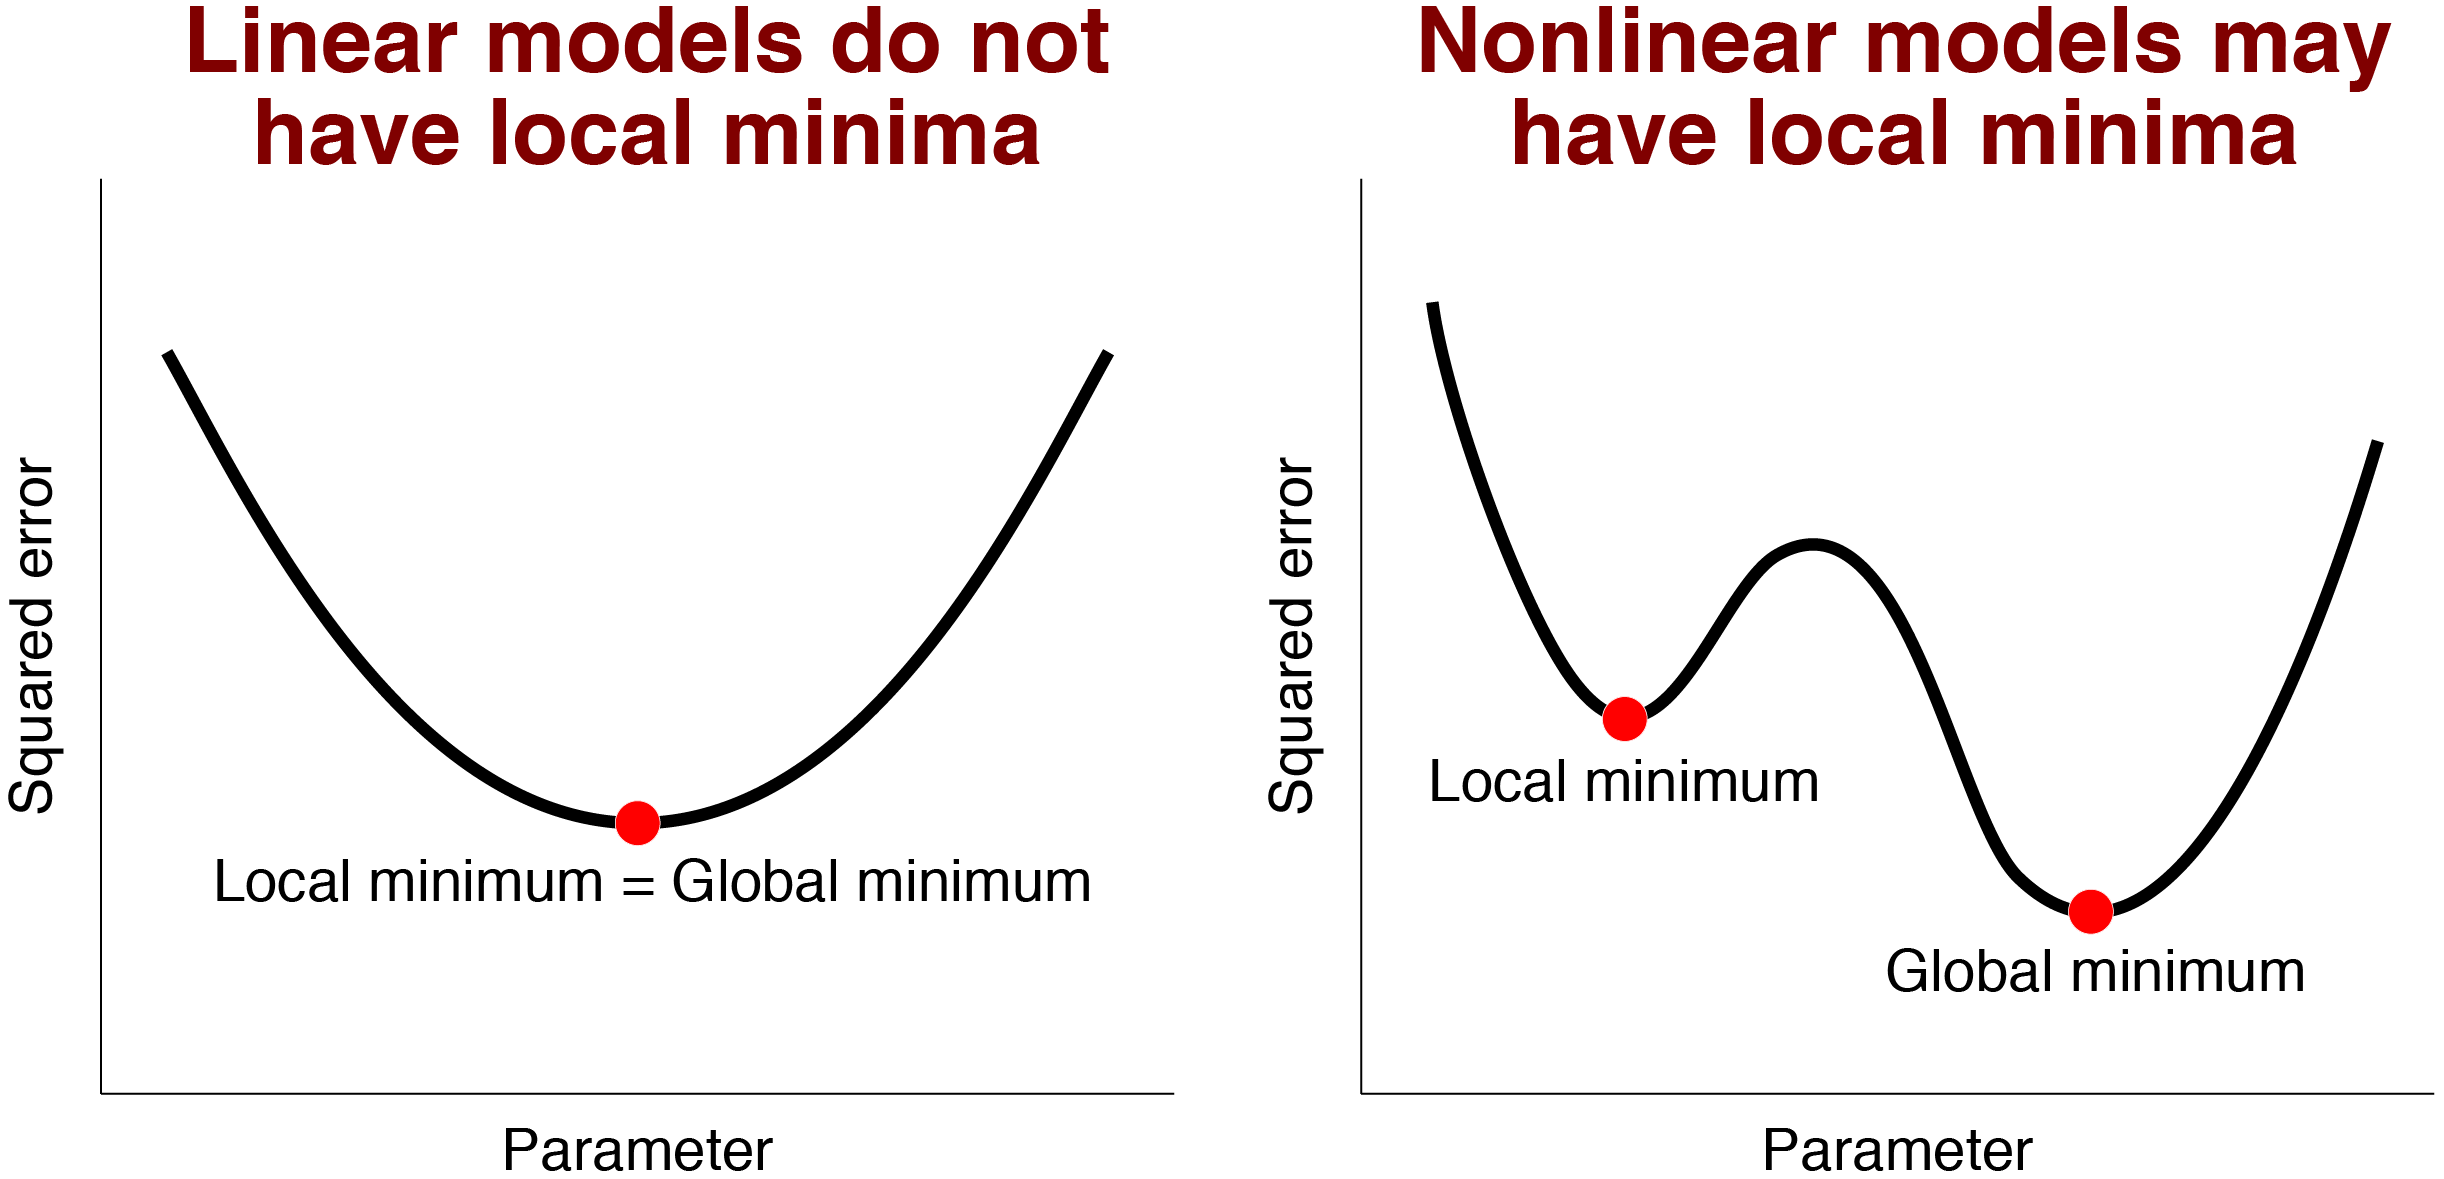 Linear models do not
have local minima
Squared error
Local minimum = Global minimum
Parameter
Nonlinear models may
have local minima
Squared error
Local minimum
Global minimum
Parameter